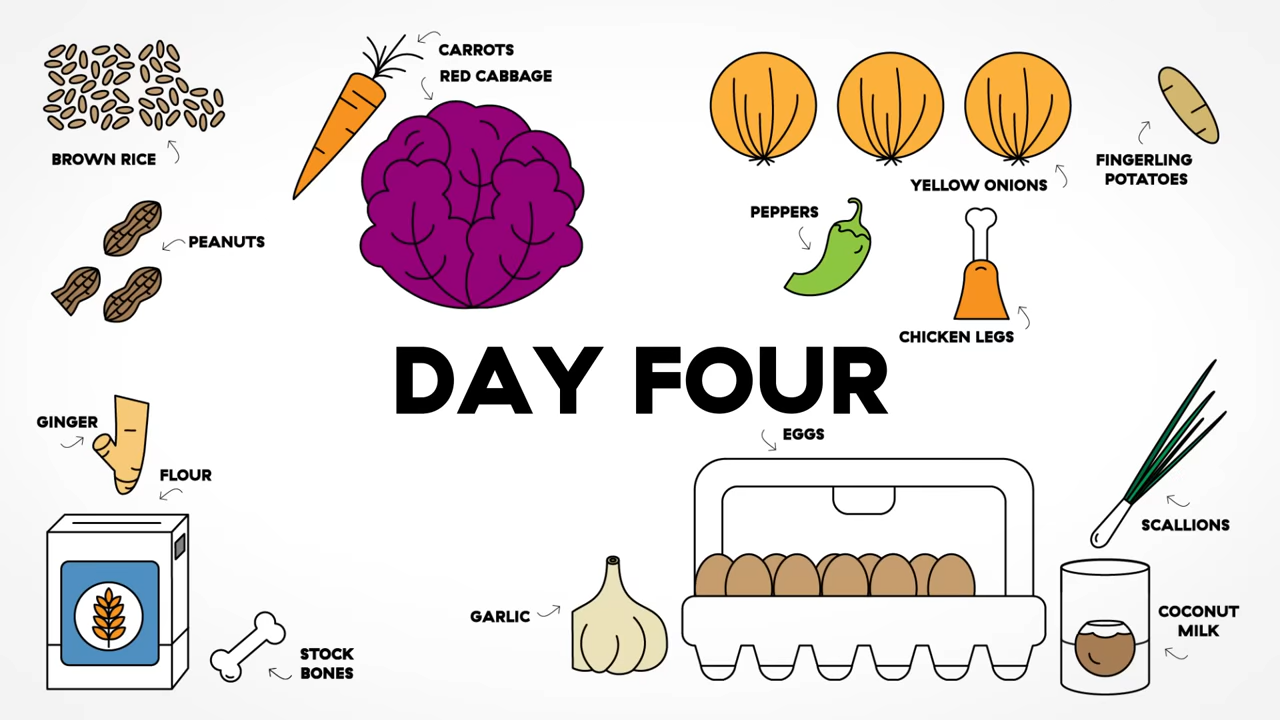 CARROTS
RED CABBAGE
BROWN RICE
FINGERLING
POTATOES
YELLOW ONIONS
PEPPERS
PEANUTS
CHICKEN LEGS
DAY FOUR
GINGER
EGGS
FLOUR
SCALLIONS
GARLIC
COCONUT
MILK
STOCK
BONES